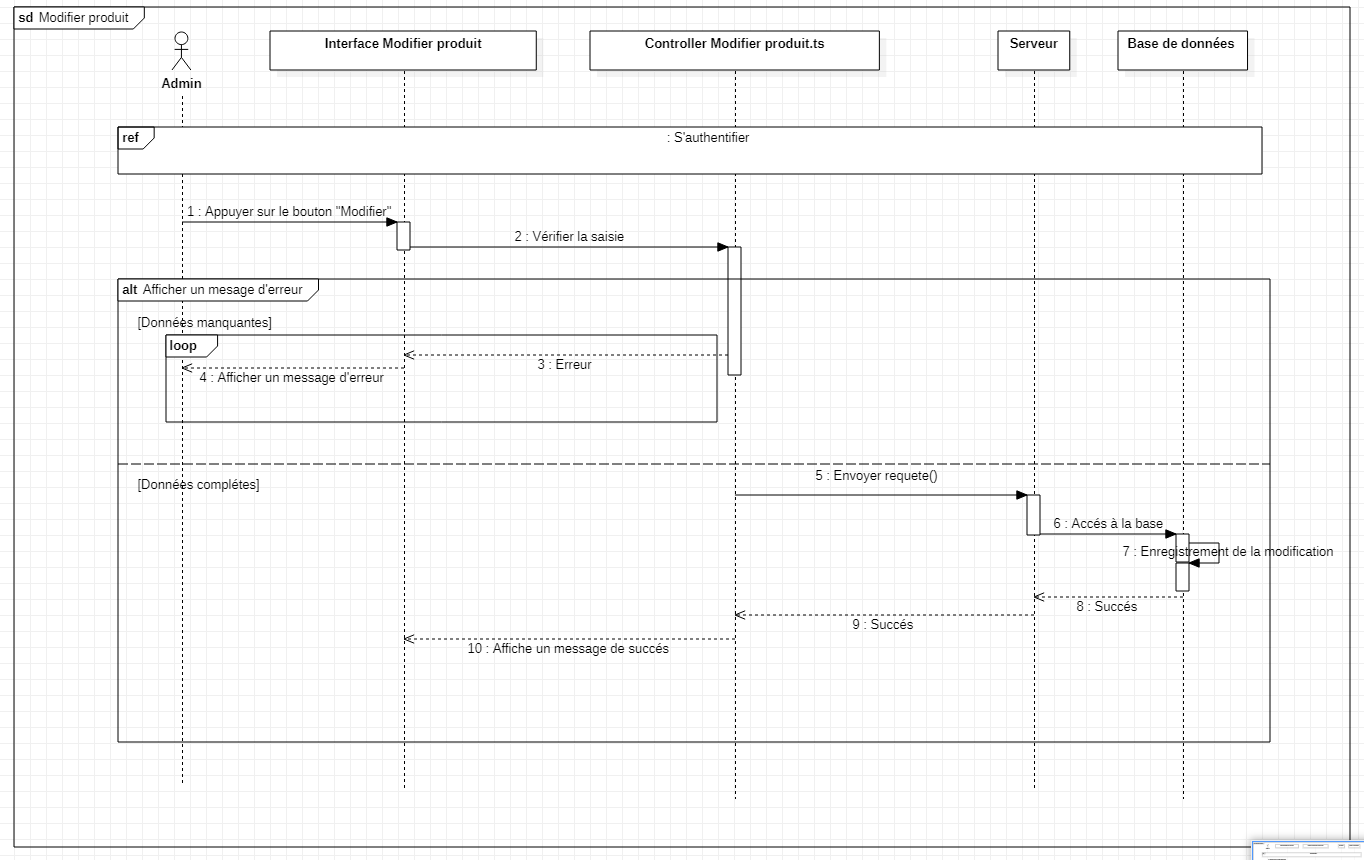 sd Modifier produit
Interface Modifier produit
Controller Modifier produit.ts
Serveur
Base de données
Admin
ref
: S'authentifier
1 : Appuyer sur le bouton "Modifier"
2 : Vérifier la saisie
alt Afficher un mesage d'erreur
[Données manquantes]
loop
3 : Erreur
4 : Afficher un message d'erreur
5 : Envoyer requete()
[Données complétes]
6 : Accés à la base
7 : Enregistrement de la modification
8 : Succés
9 : Succés
10 : Affiche un message de succés